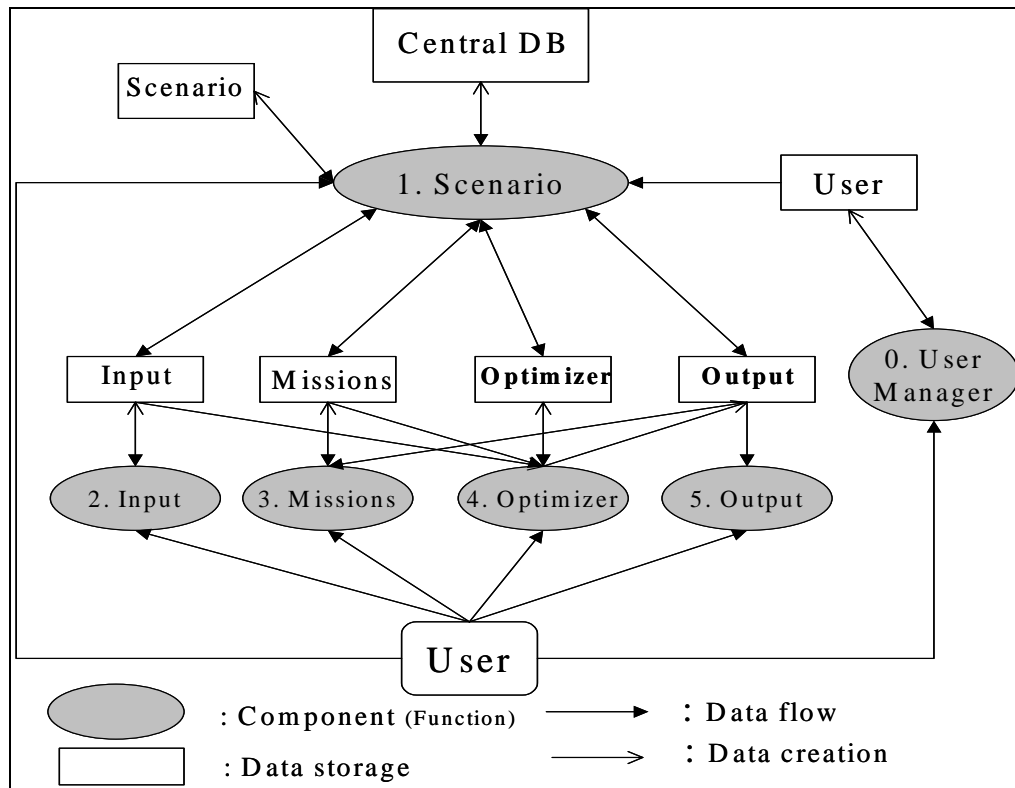 Central DB
Scenario
1. Scenario
User
Input
Missions
Optimizer
Output
0. User
Manager
2. Input
3. Missions
4. Optimizer
5. Output
User
: Component (Function)
: Data flow
: Data storage
: Data creation